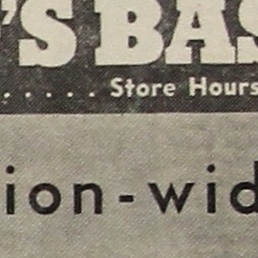 'S BAS
. . . . . . Store Hours
ion-wid